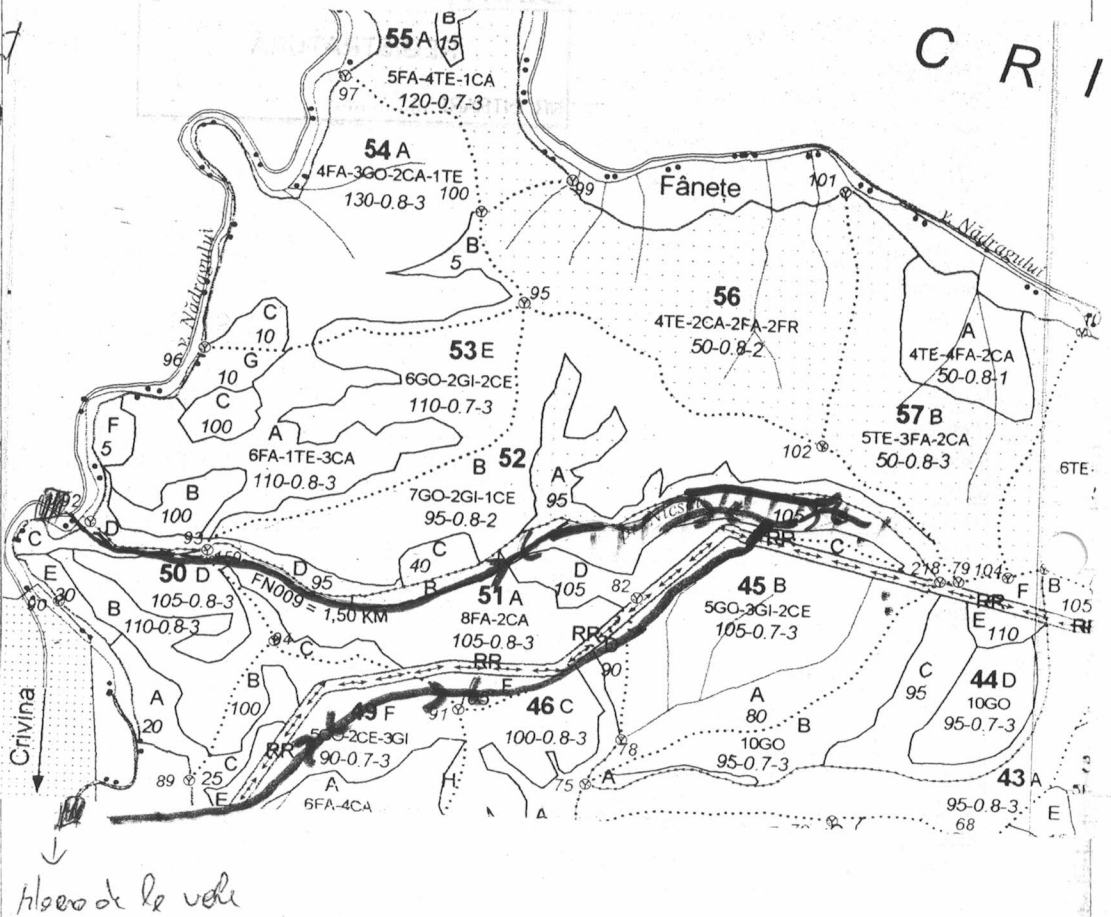 C R I
55 A
B
15
5FA-4TE-1CA
120-0.7-3
97
54 A
4FA-3GO-2CA-1TE
130-0.8-3
100
99
Fânețe
101
v. Nădragului
B
5
95
v. Nădragului
56
4TE-2CA-2FA-2FR
50-0.8-2
A
4TE-4FA-2CA
50-0.8-1
C
10
96
G
10
53 E
6GO-2GI-2CE
110-0.7-3
C
100
F
5
A
6FA-1TE-3CA
110-0.8-3
57 B
5TE-3FA-2CA
50-0.8-3
102
6TE-
B
52
7GO-2GI-1CE
95-0.8-2
A
95
B
100
92
D
C
93
105
RR
C
D
95
C
40
B
D
105
82
50 D
105-0.8-3
FN009 = 1,50 KM
51 A
8FA-2CA
105-0.8-3
45 B
5GO-3GI-2CE
105-0.7-3
218
79
104
F
B
105
RR
E
110
E
30
90
B
110-0.8-3
94
C
RR
RR
B
90
A
20
B
100
C
95
44 D
10GO
95-0.7-3
Crivina
49 F
5GO-2CE-3GI
90-0.7-3
91
F
46 C
100-0.8-3
A
80
B
10GO
95-0.7-3
78
RR
C
89
25
E
A
6FA-4CA
H
75
A
A
43 A
95-0.8-3
68
E